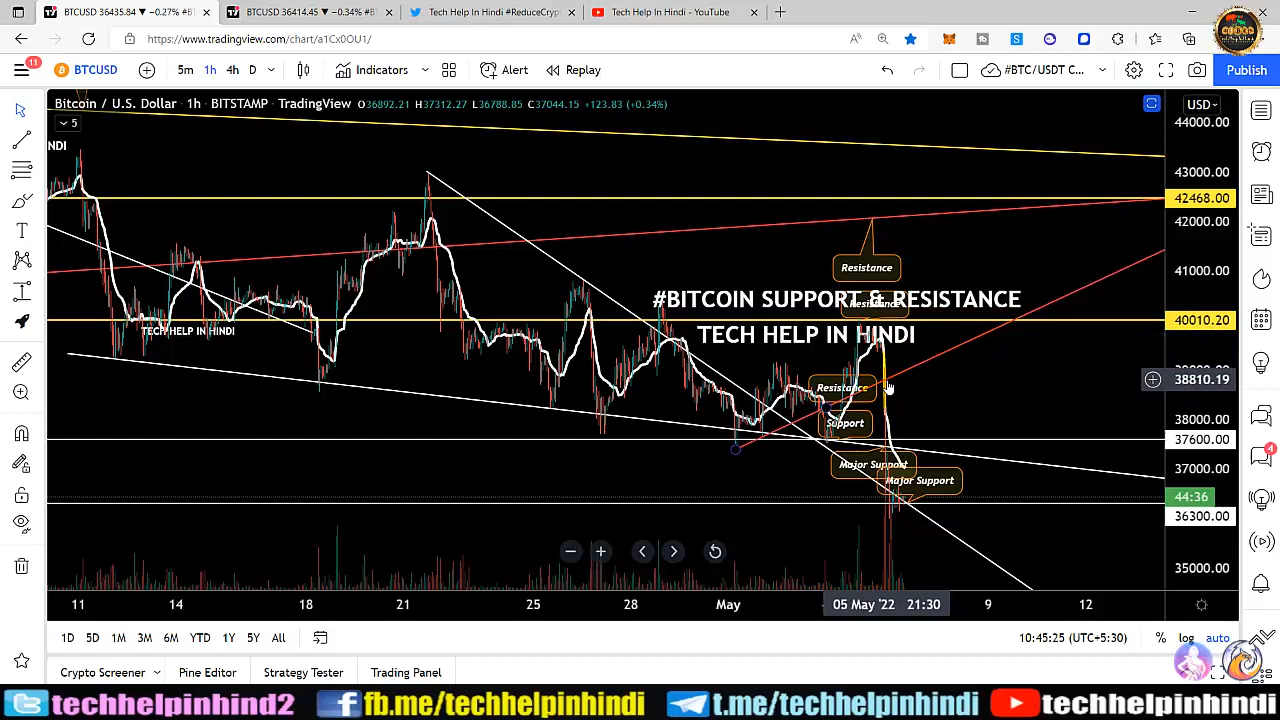 BTCUSD 36435.84 ▼ −0.27% #B
BTCUSD 36414.45 ▼ −0.34% #B
Tech Help In Hindi #ReduceCryp
Tech Help In Hindi - YouTube
https://www.tradingview.com/chart/a1Cx0OU1/
11
BTCUSD
5m 1h 4h D
Indicators
Alert
Replay
#BTC/USDT C...
Publish
Bitcoin / U.S. Dollar · 1h · BITSTAMP · TradingView O36892.21 H37312.27 L36788.85 C37044.15 +123.83 (+0.34%)
USD
5
44000.00
NDI
43000.00
42468.00
42000.00
Resistance
41000.00
#BITCOIN SUPPORT & RESISTANCE
Resistance
40010.20
TECH HELP IN HINDI
TECH HELP IN HINDI
38810.19
Resistance
38000.00
Support
37600.00
Major Support
37000.00
Major Support
44:36
36300.00
35000.00
11 14 18 21 25 28 May 05 May '22 21:30 9 12
1D 5D 1M 3M 6M YTD 1Y 5Y All
10:45:25 (UTC+5:30)
% log auto
4
Crypto Screener
Pine Editor
Strategy Tester
Trading Panel
techhelpinhindi2
fb.me/techhelpinhindi
t.me/techhelpinhindi
techhelpinhindi